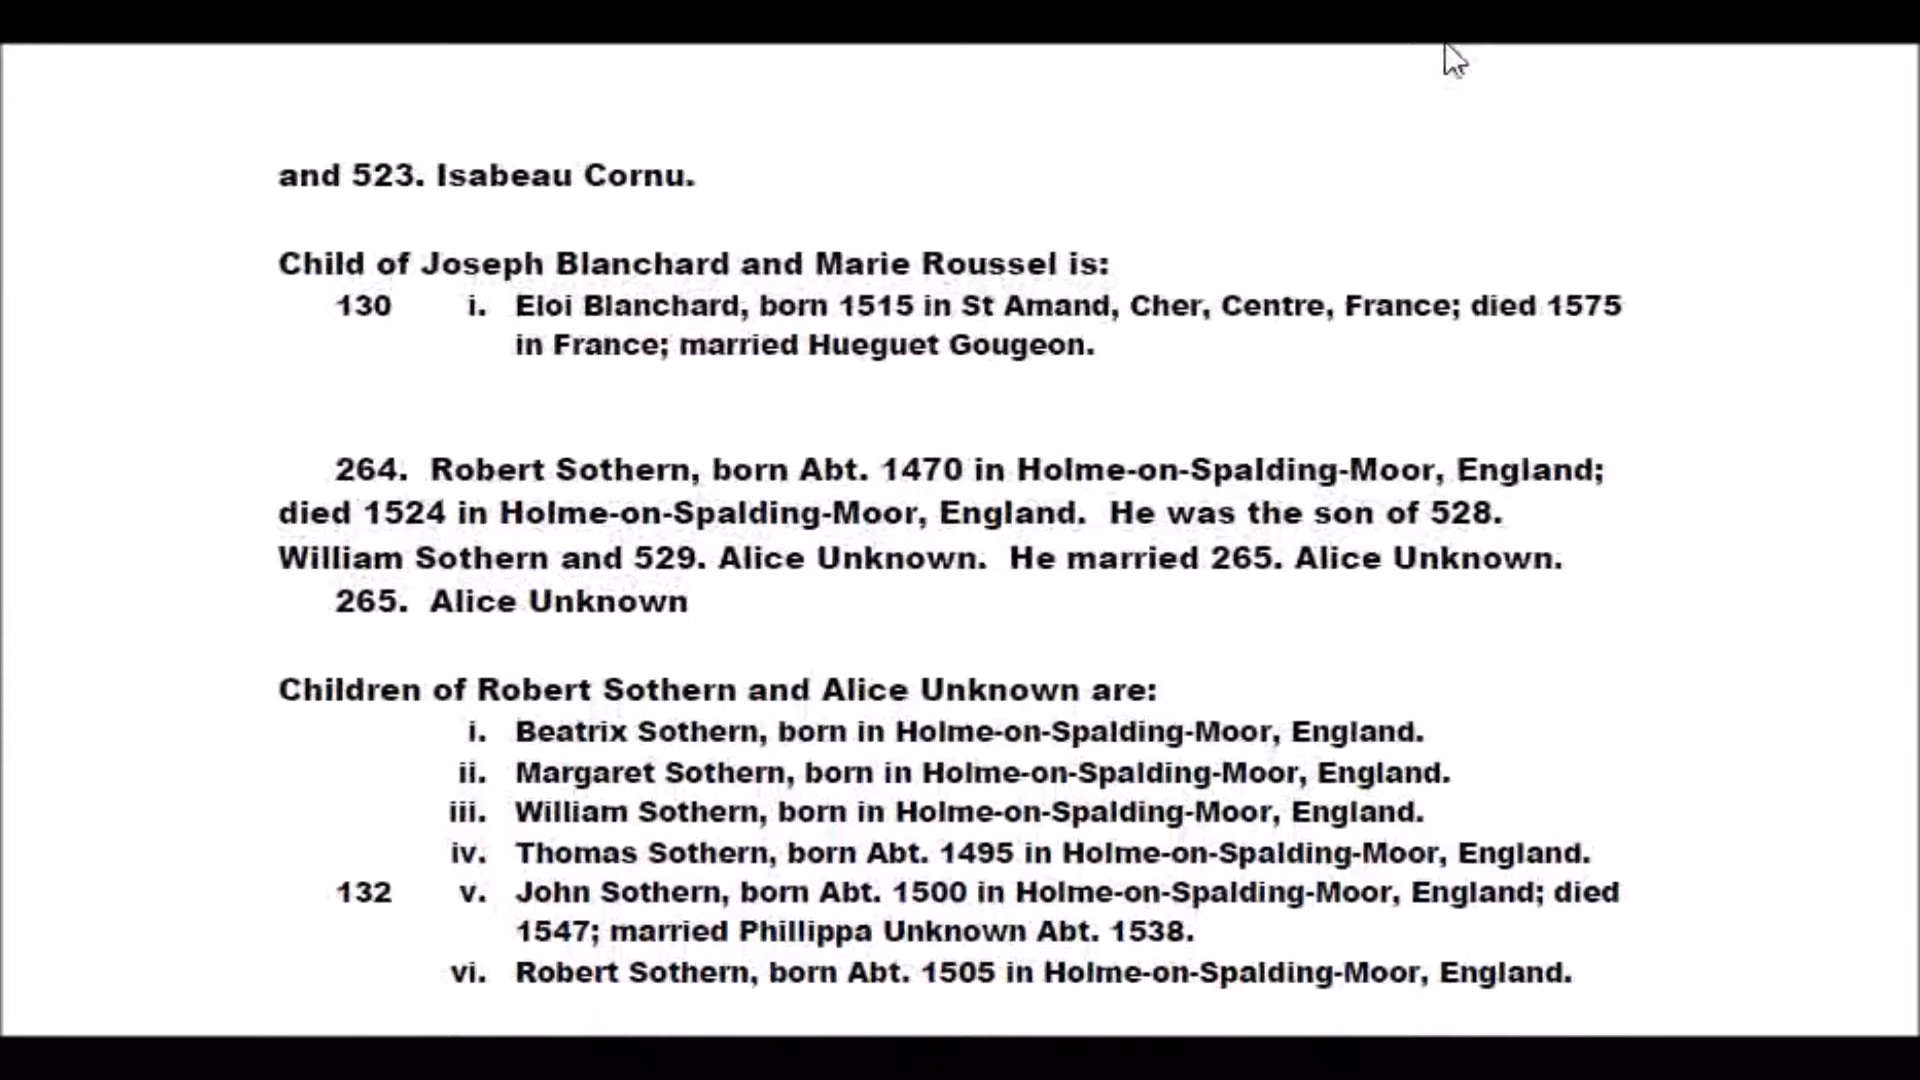 and 523. Isabeau Cornu.
Child of Joseph Blanchard and Marie Roussel is:
130 i. Eloi Blanchard, born 1515 in St Amand, Cher, Centre, France; died 1575
in France; married Hueguet Gougeon.
264. Robert Sothern, born Abt. 1470 in Holme-on-Spalding-Moor, England;
died 1524 in Holme-on-Spalding-Moor, England. He was the son of 528.
William Sothern and 529. Alice Unknown. He married 265. Alice Unknown.
265. Alice Unknown
Children of Robert Sothern and Alice Unknown are:
i. Beatrix Sothern, born in Holme-on-Spalding-Moor, England.
ii. Margaret Sothern, born in Holme-on-Spalding-Moor, England.
iii. William Sothern, born in Holme-on-Spalding-Moor, England.
iv. Thomas Sothern, born Abt. 1495 in Holme-on-Spalding-Moor, England.
132 v. John Sothern, born Abt. 1500 in Holme-on-Spalding-Moor, England; died
1547; married Phillippa Unknown Abt. 1538.
vi. Robert Sothern, born Abt. 1505 in Holme-on-Spalding-Moor, England.